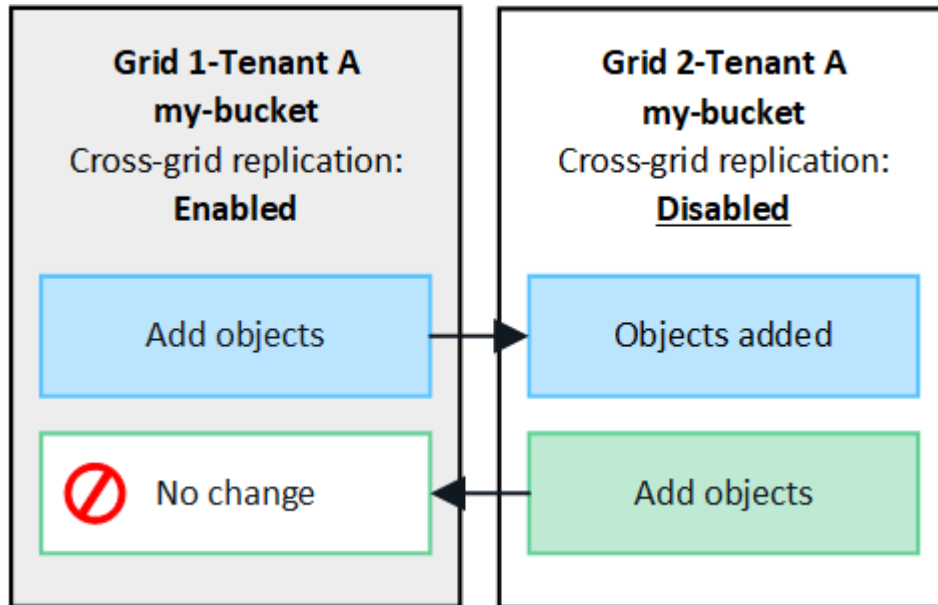 Grid 1-Tenant A
my-bucket
Cross-grid replication:
Enabled
Add objects
No change
Grid 2-Tenant A
my-bucket
Cross-grid replication:
Disabled
Objects added
Add objects